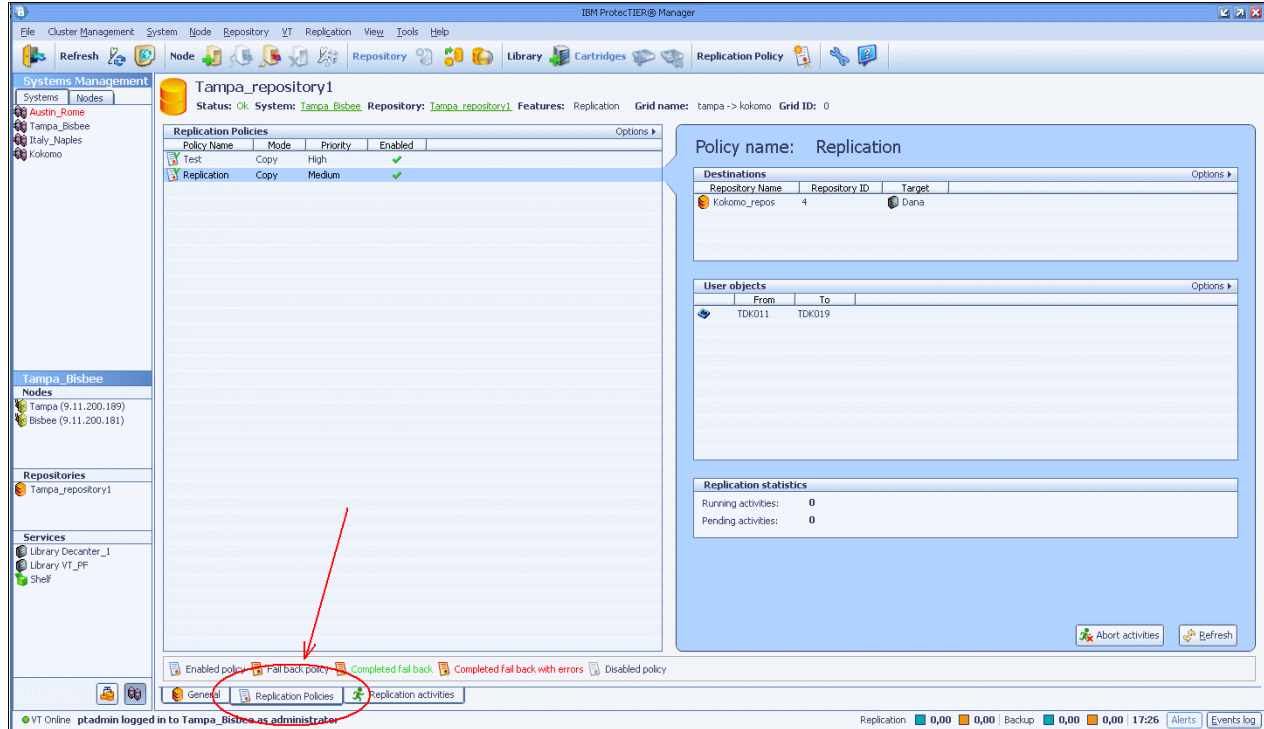 IBM ProtecTIER® Manager
File Cluster Management System Node Repository VT Replication View Tools Help
Refresh Node Repository Library Cartridges Replication Policy
Systems Management
Systems Nodes
Austin_Rome
Tampa_Bisbee
Italy_Naples
Kokomo
Tampa_Bisbee
Nodes
Tampa (9.11.200.189)
Bisbee (9.11.200.181)
Repositories
Tampa_repository1
Services
Library Decanter_1
Library VT_PF
Shelf
Tampa_repository1
Status: Ok System: Tampa_Bisbee Repository: Tampa_repository1 Features: Replication Grid name: tampa -> kokomo Grid ID: 0
Replication Policies Options
Policy Name Mode Priority Enabled
Test Copy High
Replication Copy Medium
Policy name: Replication
Destinations Options
Repository Name Repository ID Target
Kokomo_repos 4 Dana
User objects Options
From To
TDK011 TDK019
Replication statistics
Running activities: 0
Pending activities: 0
Abort activities Refresh
Enabled policy Fail back policy Completed fail back Completed fail back with errors Disabled policy
General Replication Policies Replication activities
VT Online ptadmin logged in to Tampa_Bisbee as administrator Replication 0,00 0,00 Backup 0,00 0,00 17:26 Alerts Events log